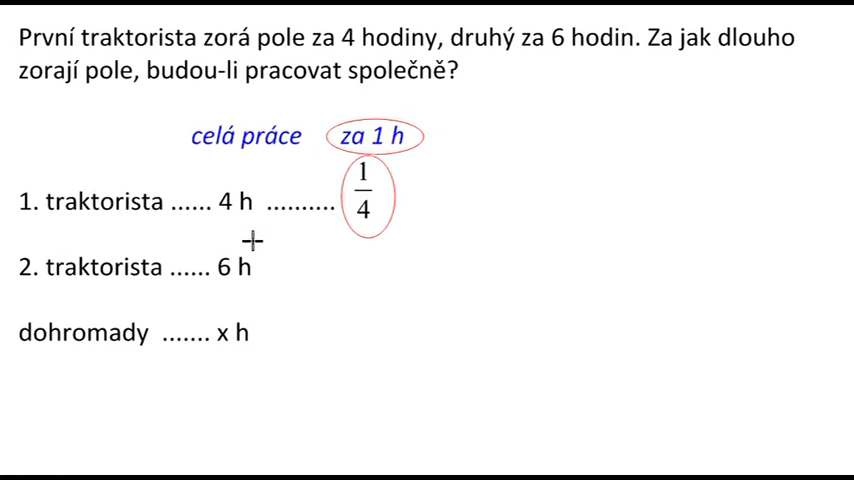 První traktorista zorá pole za 4 hodiny, druhý za 6 hodin. Za jak dlouho
zorají pole, budou-li pracovat společně?
celá práce za 1 h
1. traktorista ...... 4 h .......... 1/4
2. traktorista ...... 6 h
dohromady ....... x h